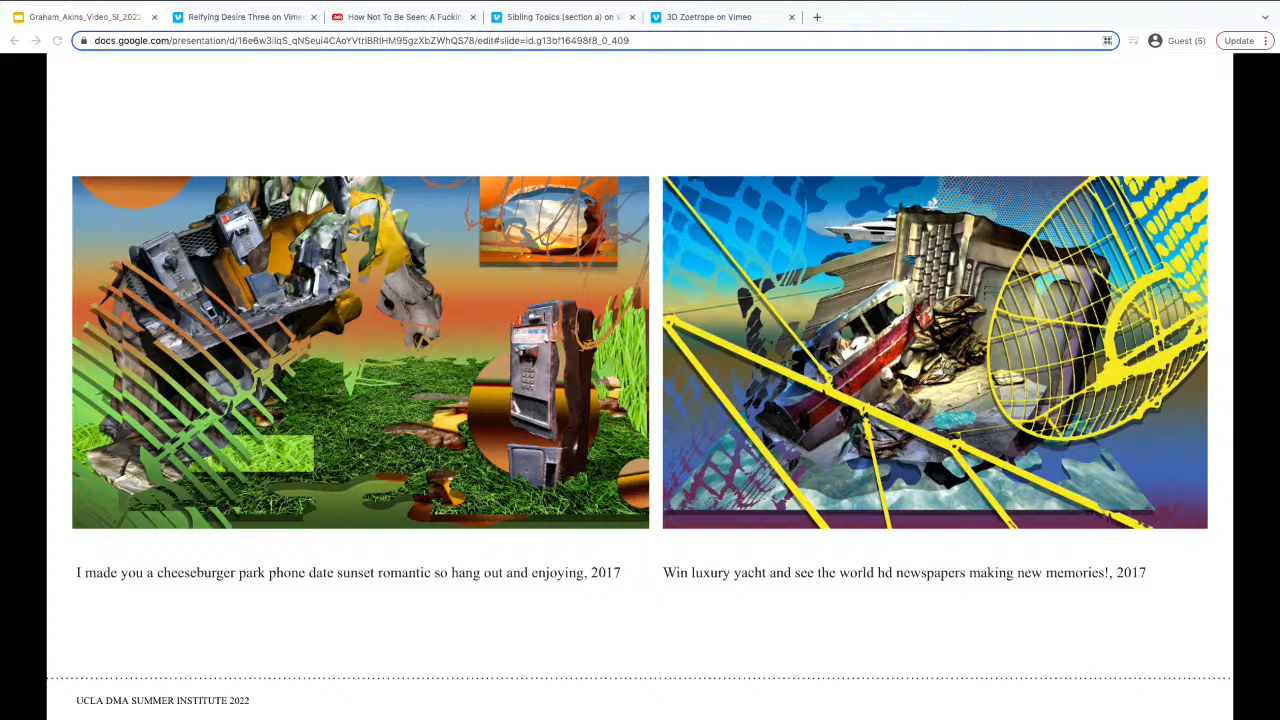 Graham_Akins_Video_SI_2022
Reifying Desire Three on Vime
How Not To Be Seen: A Fuckin
Sibling Topics (section a) on V
3D Zoetrope on Vimeo
docs.google.com/presentation/d/16e6w3ilqS_qNSeui4CAoYVtriBRIHM95gzXbZWhQS78/edit#slide=id.g13bf16498f8_0_409
Guest (5)
Update
I made you a cheeseburger park phone date sunset romantic so hang out and enjoying, 2017
Win luxury yacht and see the world hd newspapers making new memories!, 2017
UCLA DMA SUMMER INSTITUTE 2022